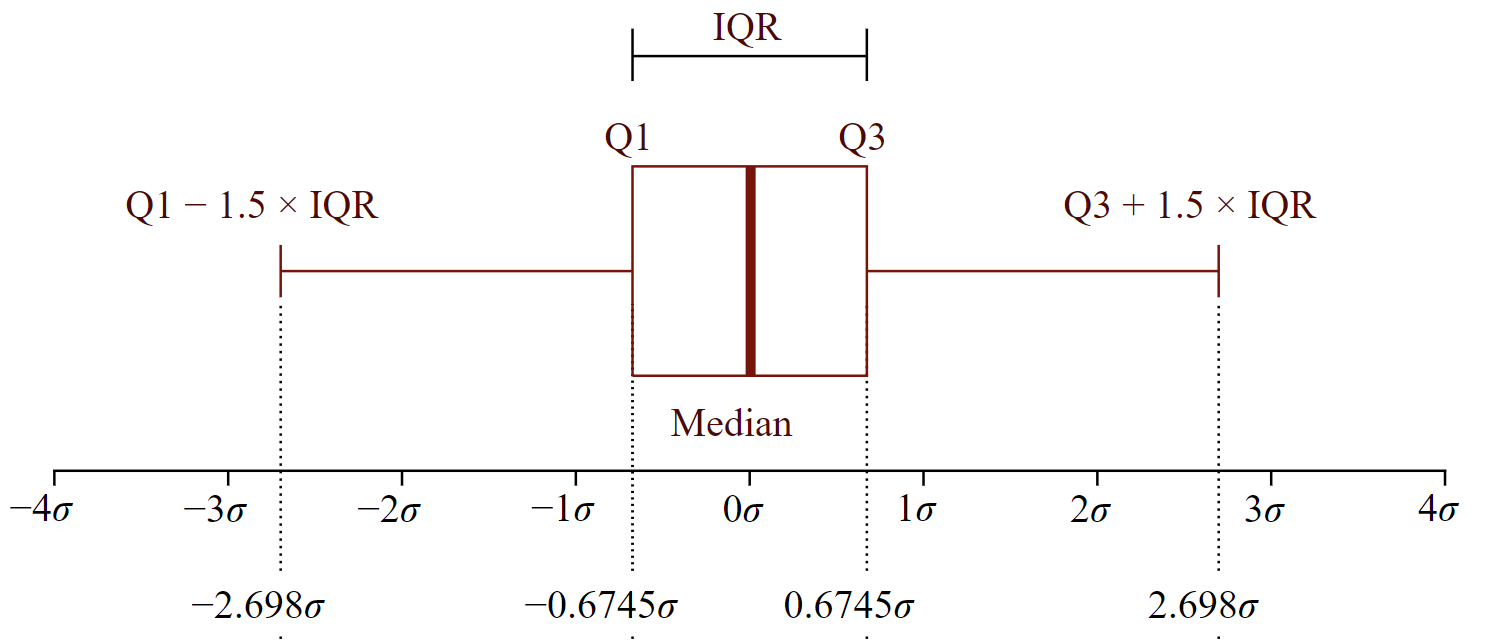 IQR
Q1
Q3
Q1 − 1.5 × IQR
Q3 + 1.5 × IQR
Median
−4σ
−3σ
−2σ
−1σ
0σ
1σ
2σ
3σ
4σ
−2.698σ
−0.6745σ
0.6745σ
2.698σ